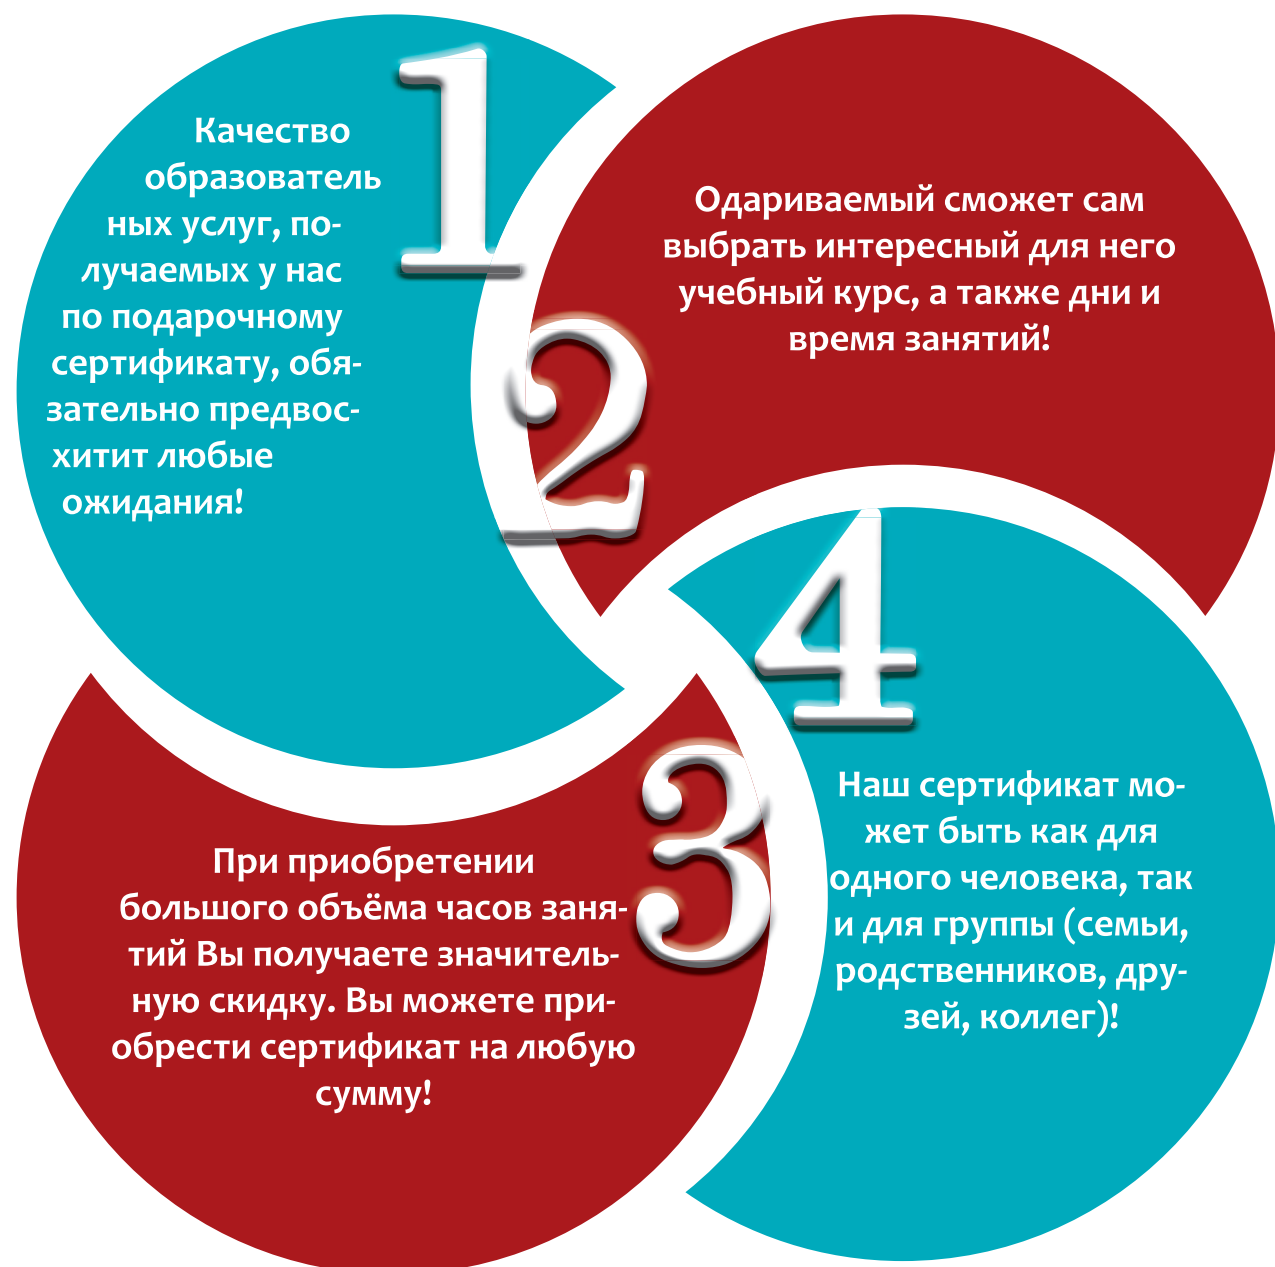 1
Качество
образователь
ных услуг, по-
лучаемых у нас
по подарочному
сертификату, обя-
зательно предвос-
хитит любые
ожидания!
2
Одариваемый сможет сам
выбрать интересный для него
учебный курс, а также дни и
время занятий!
3
При приобретении
большого объёма часов заня-
тий Вы получаете значитель-
ную скидку. Вы можете при-
обрести сертификат на любую
сумму!
4
Наш сертификат мо-
жет быть как для
одного человека, так
и для группы (семьи,
родственников, дру-
зей, коллег)!